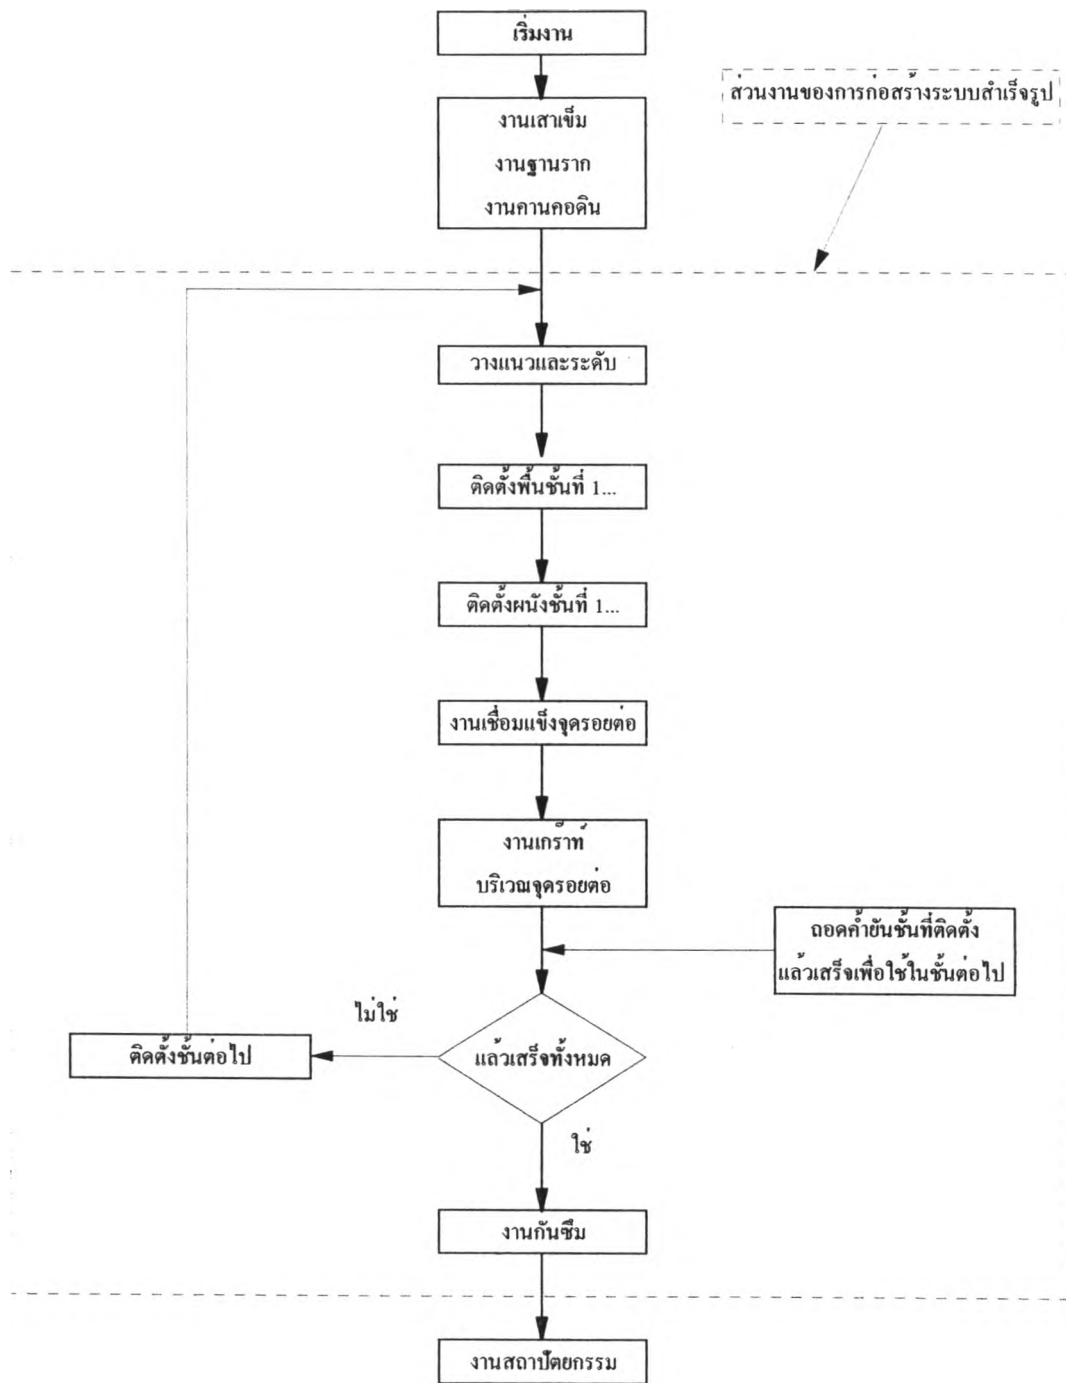 เริ่มงาน
ส่วนงานของการก่อสร้างระบบสำเร็จรูป
งานเสาเข็ม
งานฐานราก
งานคานคอดิน
วางแนวและระดับ
ติดตั้งพื้นชั้นที่ 1...
ติดตั้งผนังชั้นที่ 1...
งานเชื่อมแข็งจุดรอยต่อ
งานเกร๊าท์
บริเวณจุดรอยต่อ
ถอดค้ำยันชั้นที่ติดตั้ง
แล้วเสร็จเพื่อใช้ในชั้นต่อไป
ไม่ใช่
ติดตั้งชั้นต่อไป
แล้วเสร็จทั้งหมด
ใช่
งานกันซึม
งานสถาปัตยกรรม